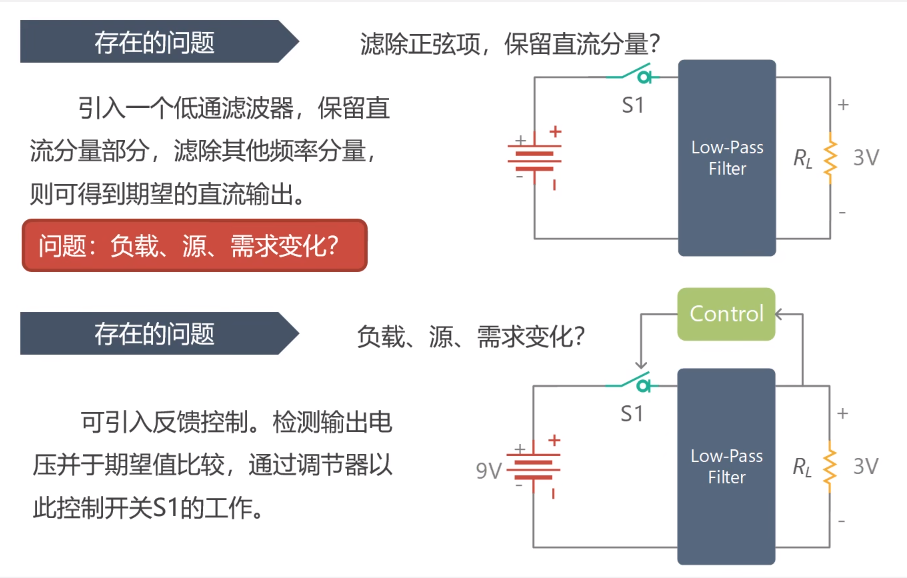 存在的问题
滤除正弦项，保留直流分量？
引入一个低通滤波器，保留直
流分量部分，滤除其他频率分量，
则可得到期望的直流输出。
问题：负载、源、需求变化？
S1
+
+
-
Low-Pass
Filter
RL
+
3V
-
存在的问题
负载、源、需求变化？
可引入反馈控制。检测输出电
压并于期望值比较，通过调节器以
此控制开关S1的工作。
Control
S1
9V
+
+
-
Low-Pass
Filter
RL
+
3V
-